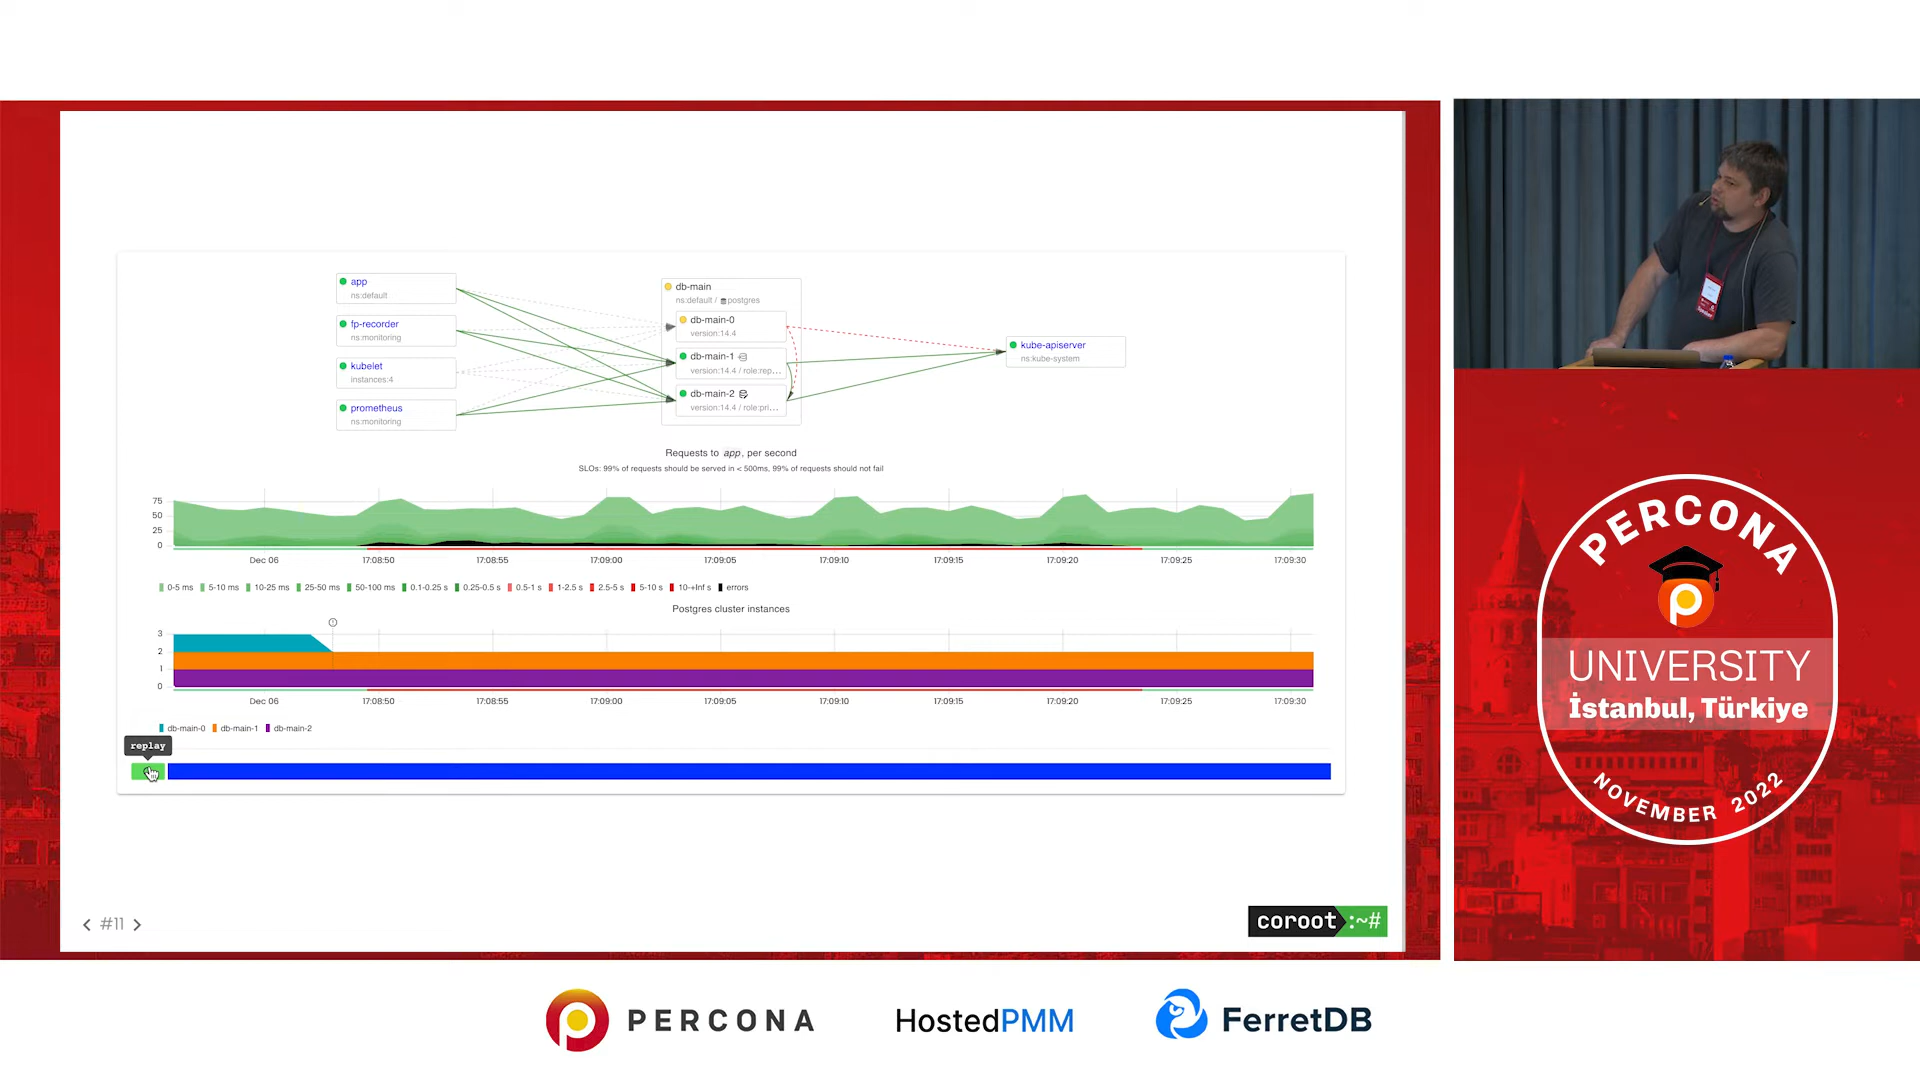 app
ns:default
fp-recorder
ns:monitoring
kubelet
instances:4
prometheus
ns:monitoring
db-main
ns:default / postgres
db-main-0
version:14.4
db-main-1
version:14.4 / role:rep...
db-main-2
version:14.4 / role:pri...
kube-apiserver
ns:kube-system
Requests to app, per second
SLOs: 99% of requests should be served in < 500ms, 99% of requests should not fail
75
50
25
0
Dec 06 17:08:50 17:08:55 17:09:00 17:09:05 17:09:10 17:09:15 17:09:20 17:09:25 17:09:30
0-5 ms 5-10 ms 10-25 ms 25-50 ms 50-100 ms 0.1-0.25 s 0.25-0.5 s 0.5-1 s 1-2.5 s 2.5-5 s 5-10 s 10-+Inf s errors
Postgres cluster instances
3
2
1
0
Dec 06 17:08:50 17:08:55 17:09:00 17:09:05 17:09:10 17:09:15 17:09:20 17:09:25 17:09:30
db-main-0 db-main-1 db-main-2
replay
#11
coroot :~#
PERCONA
UNIVERSITY
İstanbul, Türkiye
NOVEMBER 2022
PERCONA
HostedPMM
FerretDB